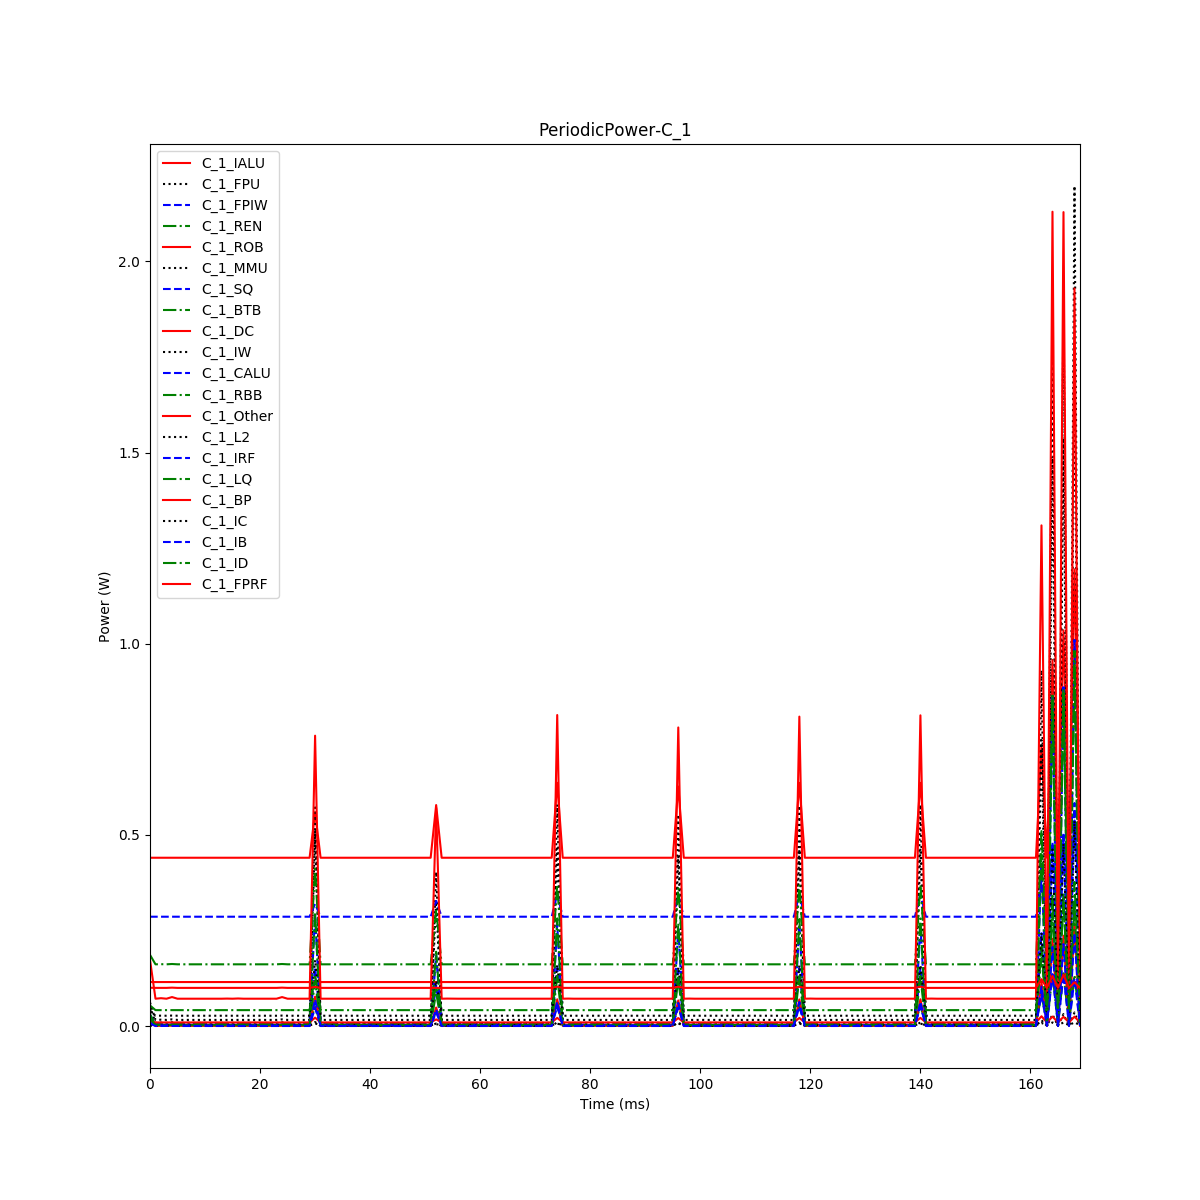 PeriodicPower-C_1
C_1_IALU
C_1_FPU
C_1_FPIW
C_1_REN
C_1_ROB
C_1_MMU
C_1_SQ
C_1_BTB
C_1_DC
C_1_IW
C_1_CALU
C_1_RBB
C_1_Other
C_1_L2
C_1_IRF
C_1_LQ
C_1_BP
C_1_IC
C_1_IB
C_1_ID
C_1_FPRF
2.0
1.5
1.0
0.5
0.0
Power (W)
0 20 40 60 80 100 120 140 160
Time (ms)